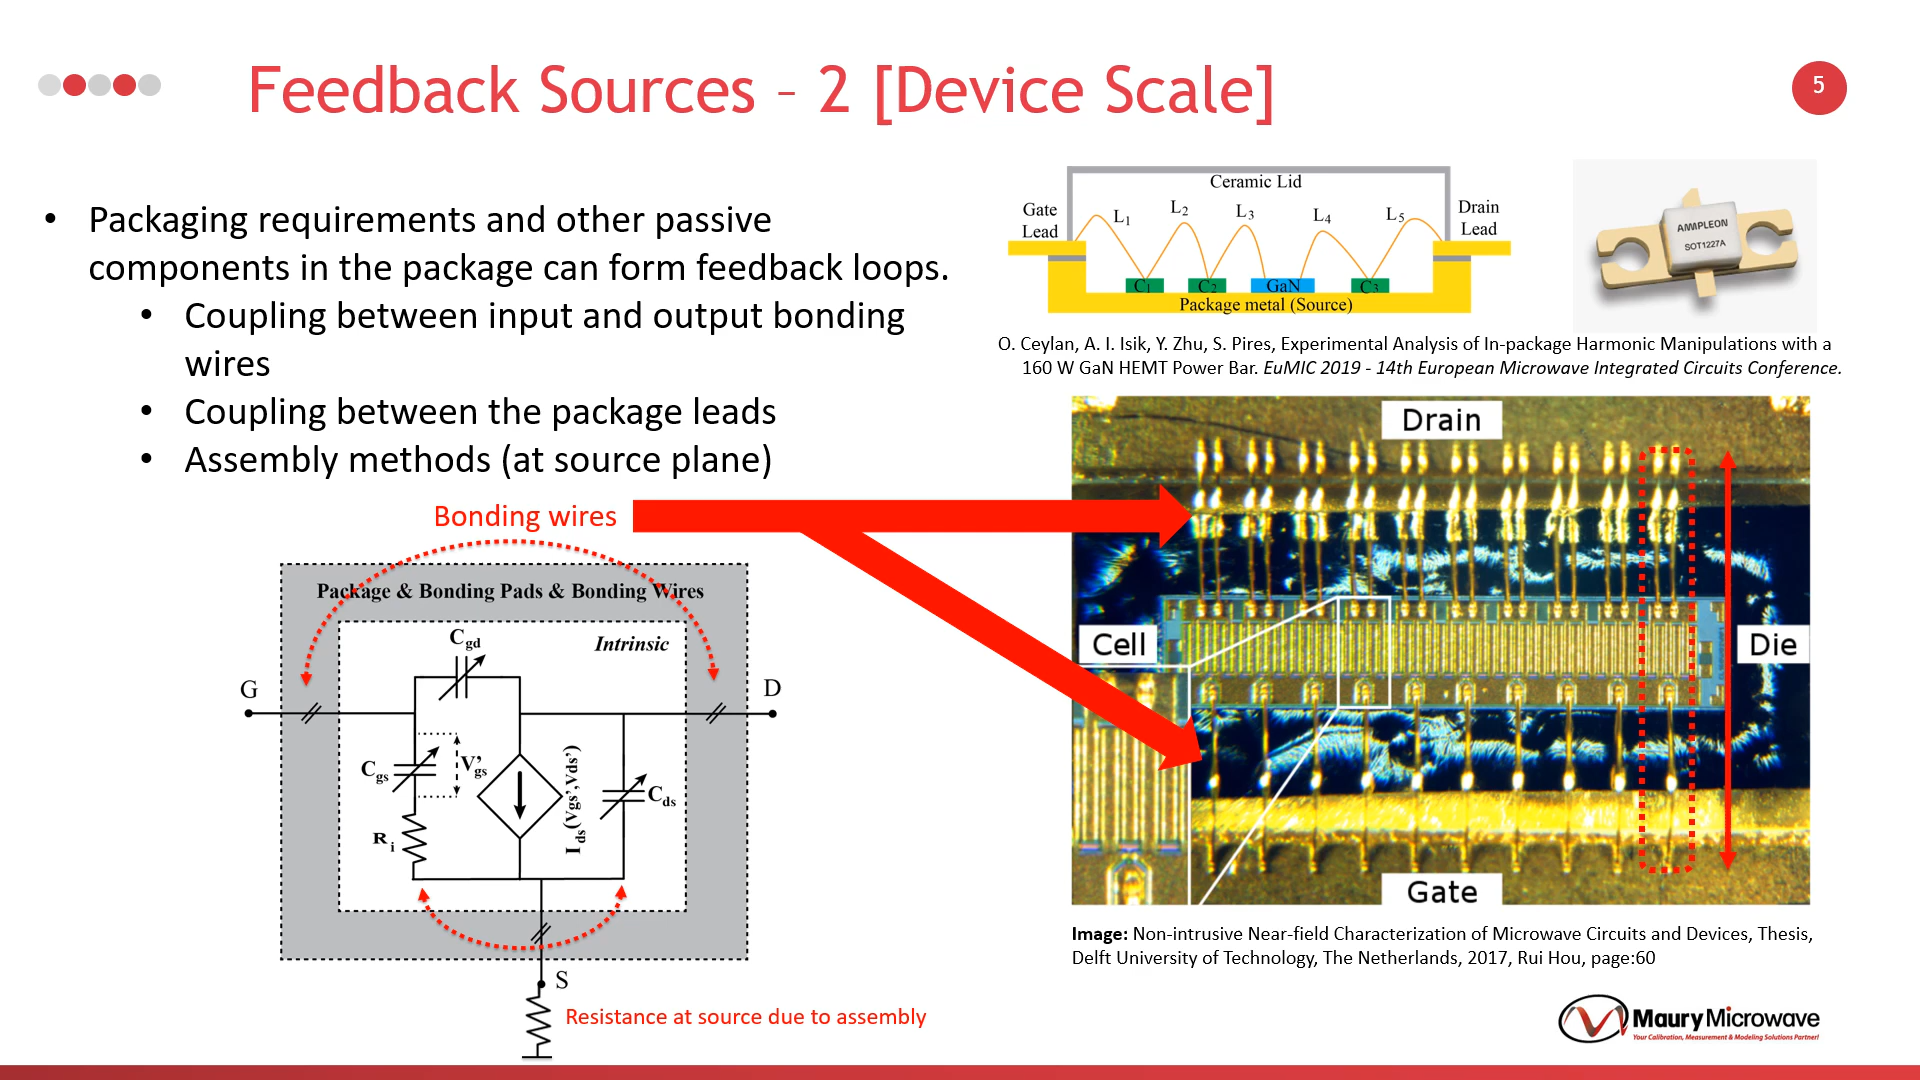 Feedback Sources – 2 [Device Scale]
5
• Packaging requirements and other passive
components in the package can form feedback loops.
• Coupling between input and output bonding
wires
• Coupling between the package leads
• Assembly methods (at source plane)
Ceramic Lid
Gate
Lead
L1
L2
L3
L4
L5
Drain
Lead
C1
C2
GaN
C3
Package metal (Source)
AMPLEON
SOT1227A
O. Ceylan, A. I. Isik, Y. Zhu, S. Pires, Experimental Analysis of In-package Harmonic Manipulations with a
160 W GaN HEMT Power Bar. EuMIC 2019 - 14th European Microwave Integrated Circuits Conference.
Bonding wires
Package & Bonding Pads & Bonding Wires
Intrinsic
Cgd
G
D
Cgs
V'gs
Ri
Ids(Vgs',Vds')
Cds
S
Resistance at source due to assembly
Drain
Cell
Die
Gate
Image: Non-intrusive Near-field Characterization of Microwave Circuits and Devices, Thesis,
Delft University of Technology, The Netherlands, 2017, Rui Hou, page:60
Maury Microwave
Your Calibration, Measurement & Modeling Solutions Partner!